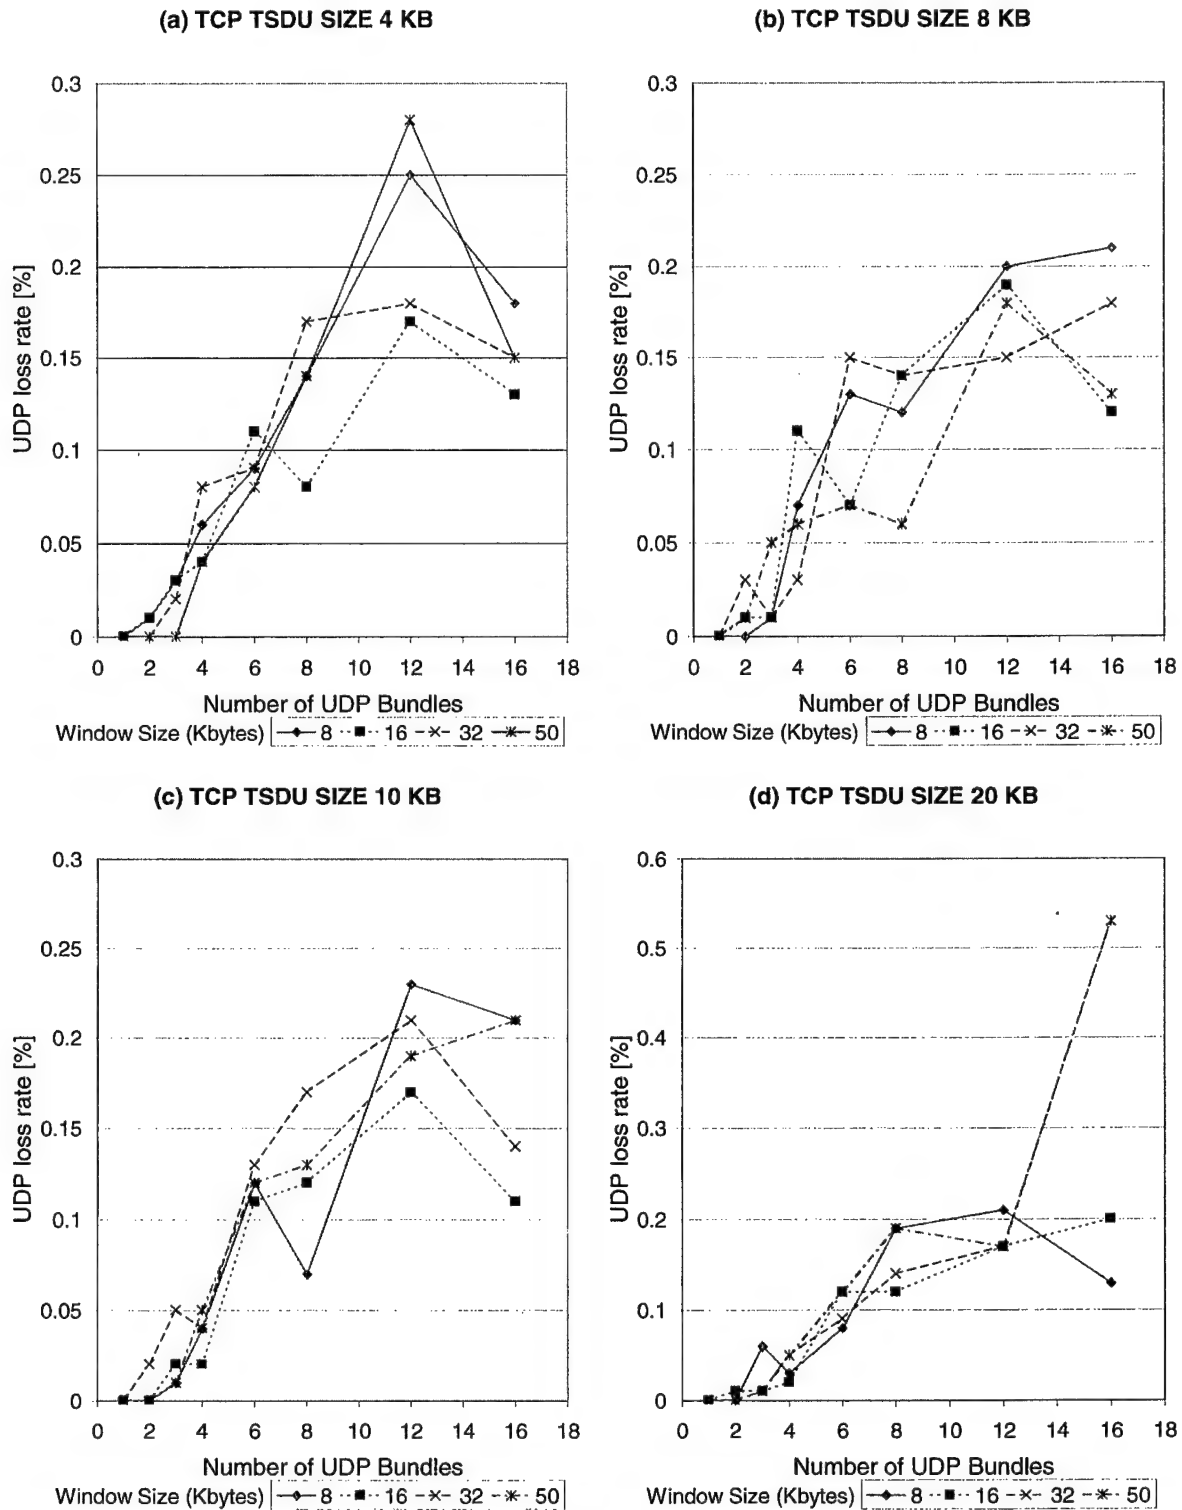 (a) TCP TSDU SIZE 4 KB
0.3
0.25
0.2
0.15
0.1
0.05
0
UDP loss rate [%]
0 2 4 6 8 10 12 14 16 18
Number of UDP Bundles
Window Size (Kbytes) 8 16 32 50
(b) TCP TSDU SIZE 8 KB
0.3
0.25
0.2
0.15
0.1
0.05
0
UDP loss rate [%]
0 2 4 6 8 10 12 14 16 18
Number of UDP Bundles
Window Size (Kbytes) 8 16 32 50
(c) TCP TSDU SIZE 10 KB
0.3
0.25
0.2
0.15
0.1
0.05
0
UDP loss rate [%]
0 2 4 6 8 10 12 14 16 18
Number of UDP Bundles
Window Size (Kbytes) 8 16 32 50
(d) TCP TSDU SIZE 20 KB
0.6
0.5
0.4
0.3
0.2
0.1
0
UDP loss rate [%]
0 2 4 6 8 10 12 14 16 18
Number of UDP Bundles
Window Size (Kbytes) 8 16 32 50